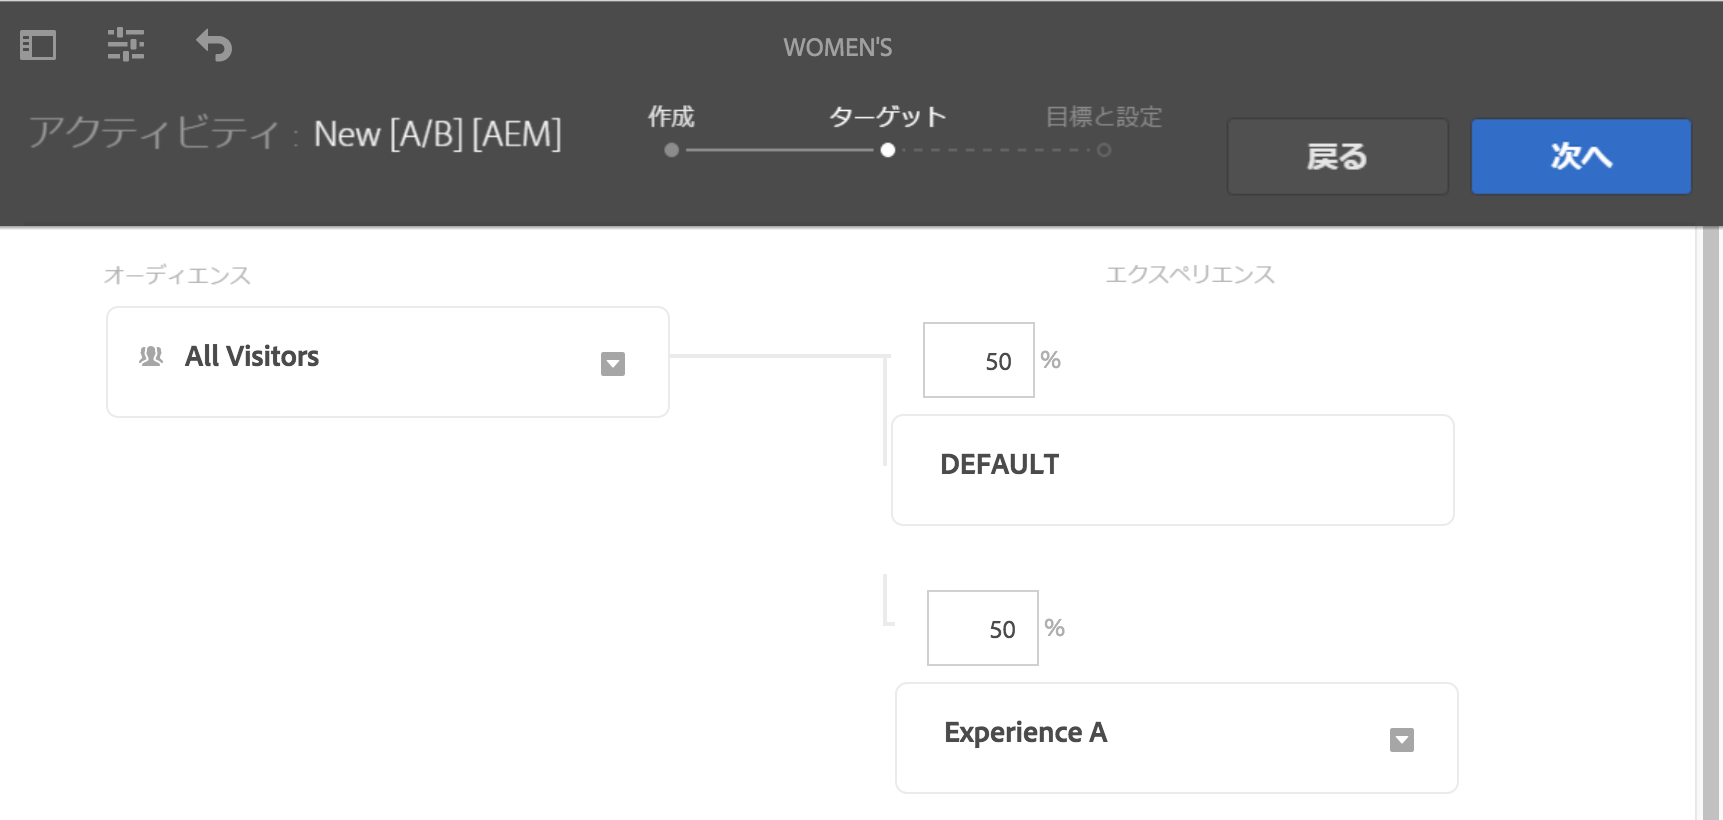 WOMEN'S
アクティビティ : New [A/B] [AEM]
作成
ターゲット
目標と設定
戻る
次へ
オーディエンス
エクスペリエンス
All Visitors
50 %
DEFAULT
50 %
Experience A